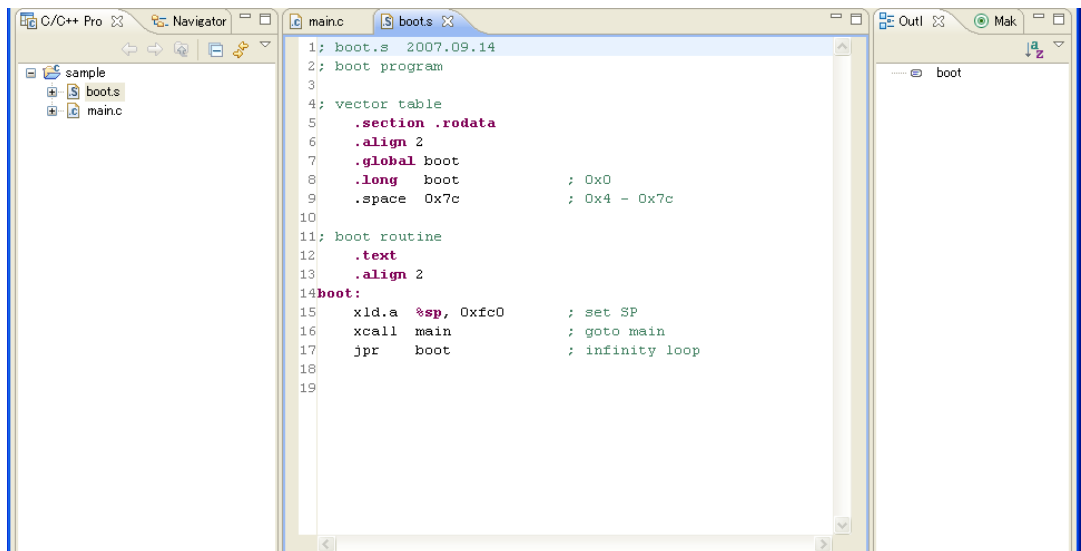 C/C++ Pro
Navigator
sample
boot.s
main.c
main.c
boot.s
1; boot.s  2007.09.14
2; boot program
3
4; vector table
5    .section .rodata
6    .align 2
7    .global boot
8    .long   boot            ; 0x0
9    .space  0x7c            ; 0x4 - 0x7c
10
11; boot routine
12    .text
13    .align 2
14boot:
15    xld.a  %sp, 0xfc0       ; set SP
16    xcall  main             ; goto main
17    jpr    boot             ; infinity loop
18
19
Outl
Mak
boot